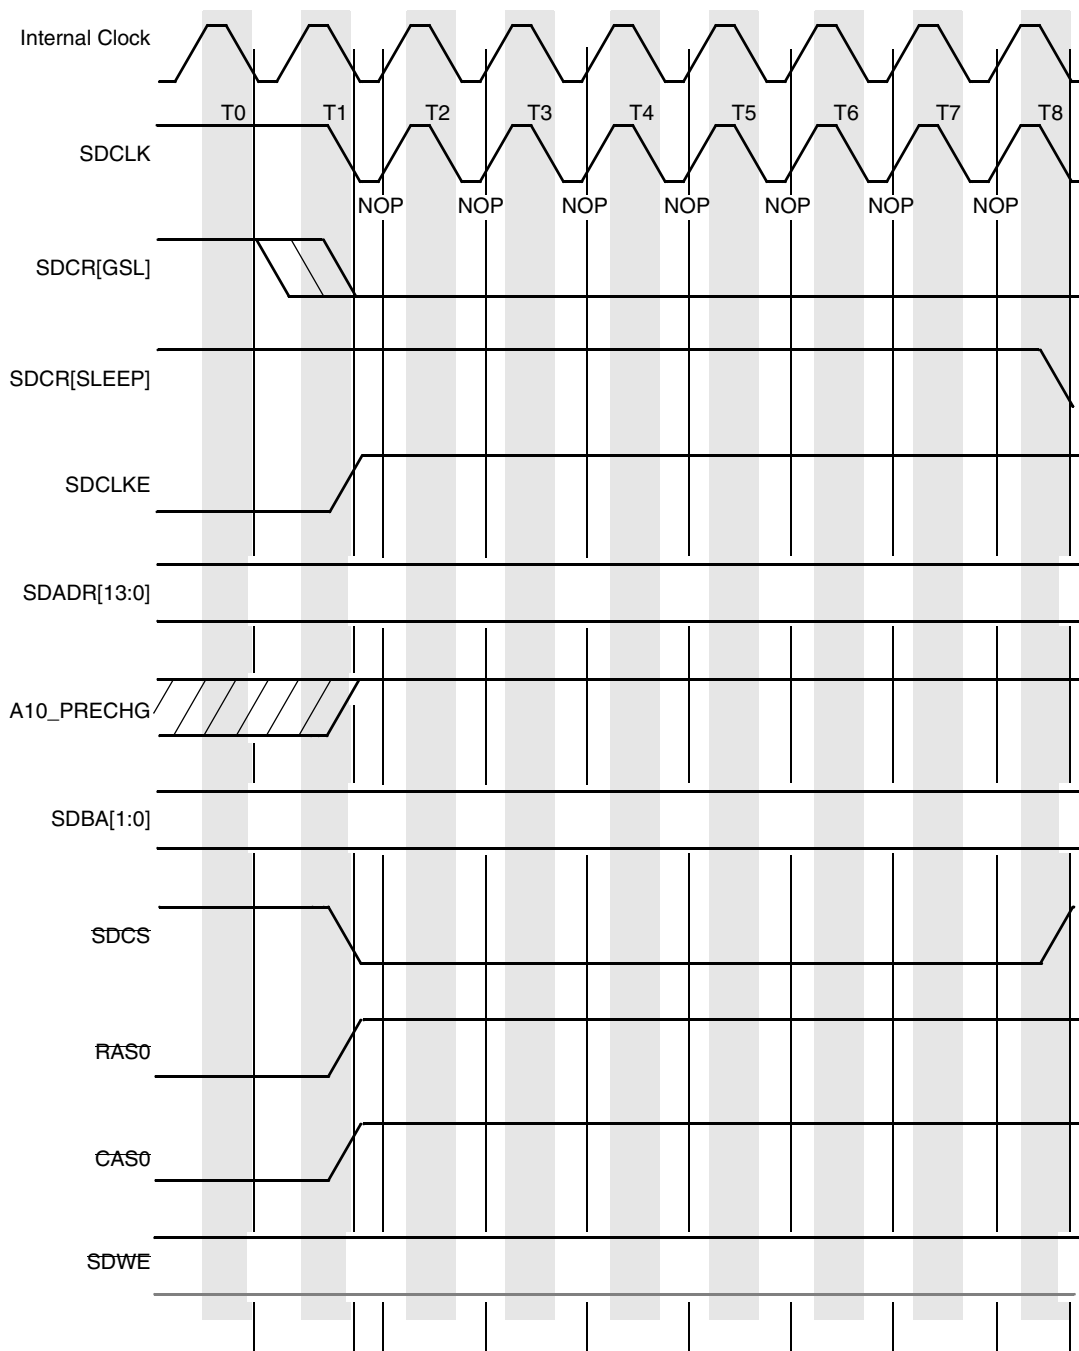 Internal Clock
T0 T1 T2 T3 T4 T5 T6 T7 T8
SDCLK
NOP NOP NOP NOP NOP NOP NOP
SDCR[GSL]
SDCR[SLEEP]
SDCLKE
SDADR[13:0]
A10_PRECHG
SDBA[1:0]
SDCS
RAS0
CAS0
SDWE